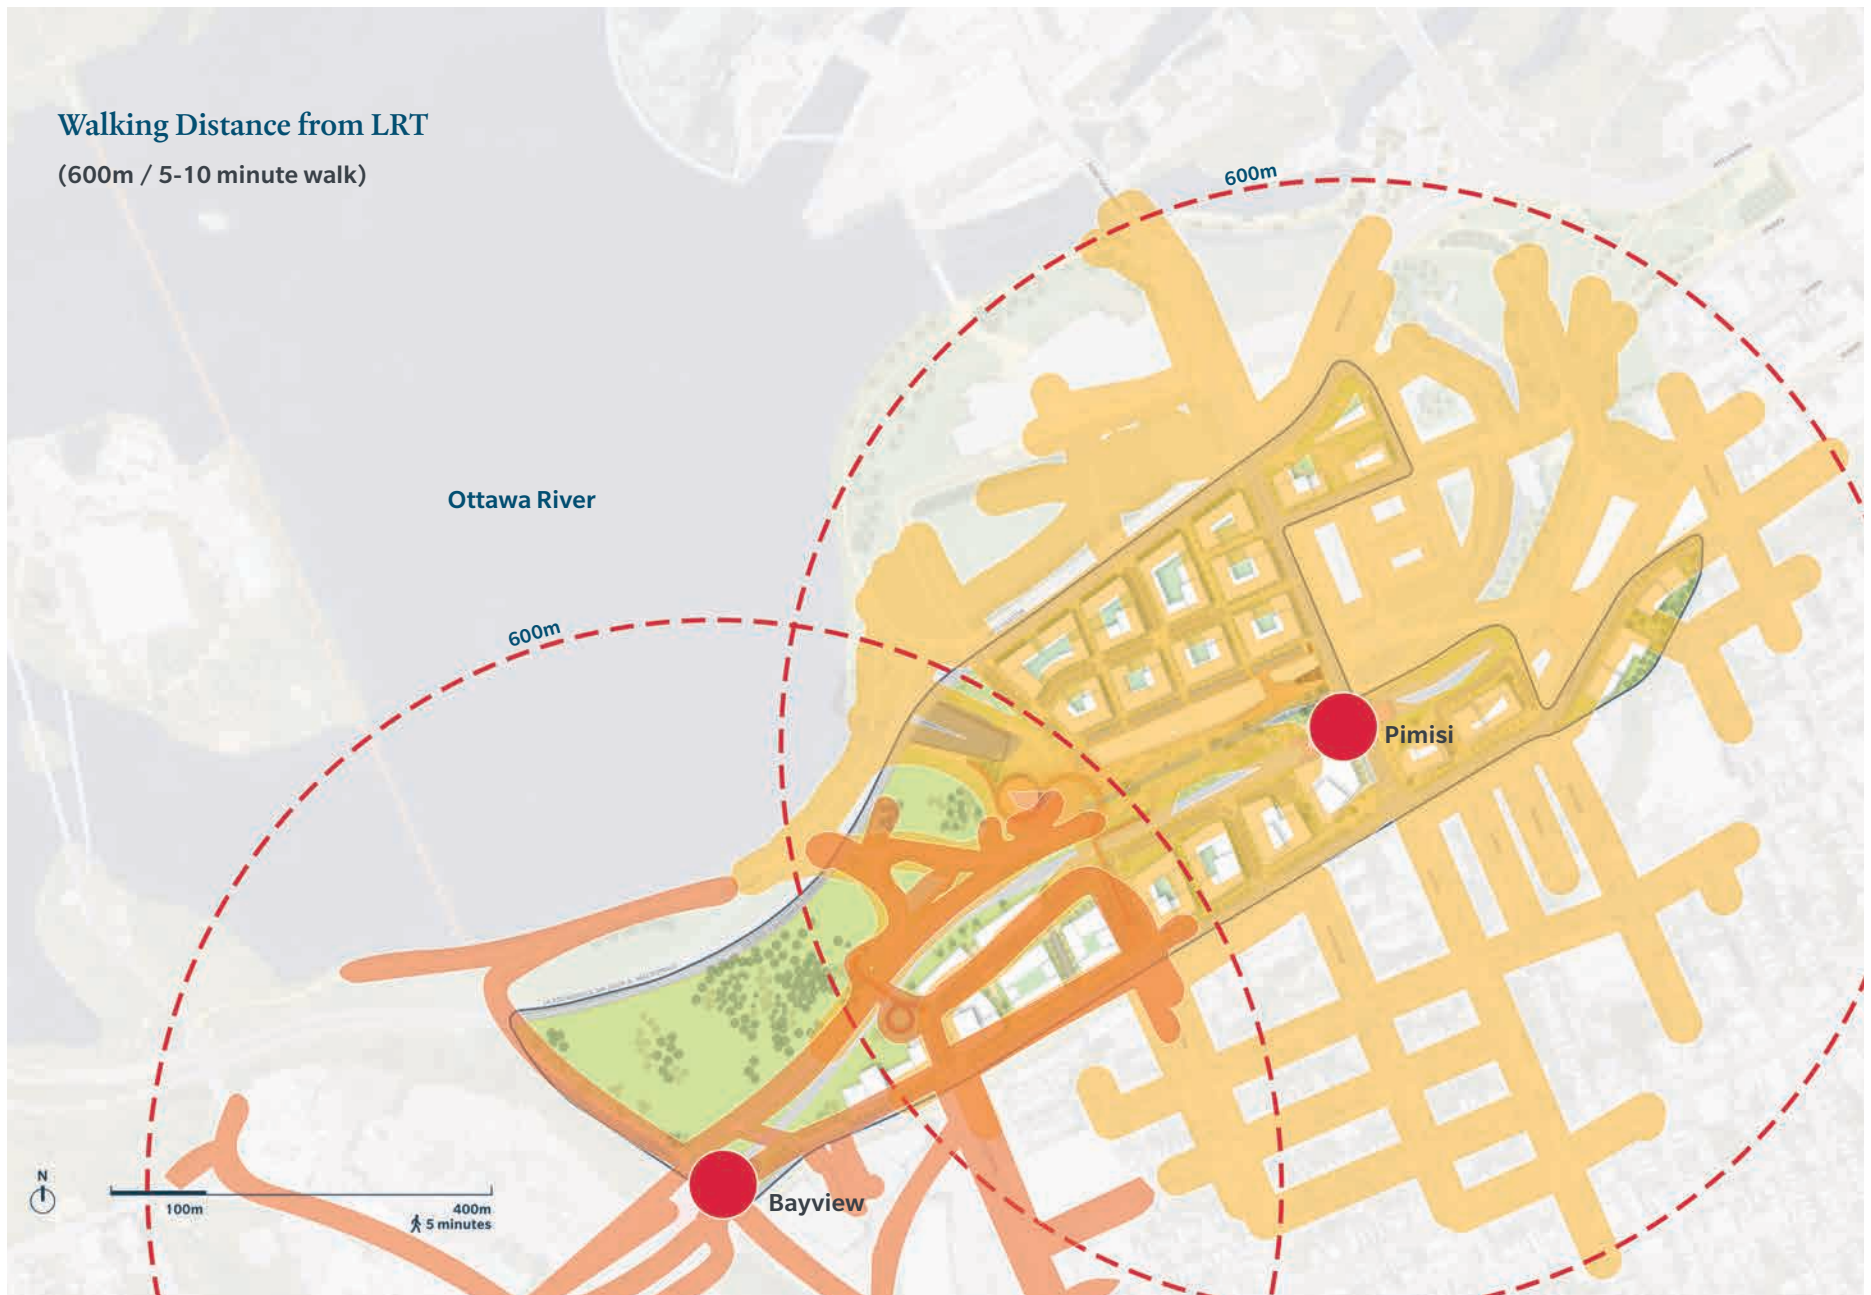 Walking Distance from LRT
(600m / 5-10 minute walk)
600m
Ottawa River
600m
Pimisi
Bayview
N
100m
400m
5 minutes